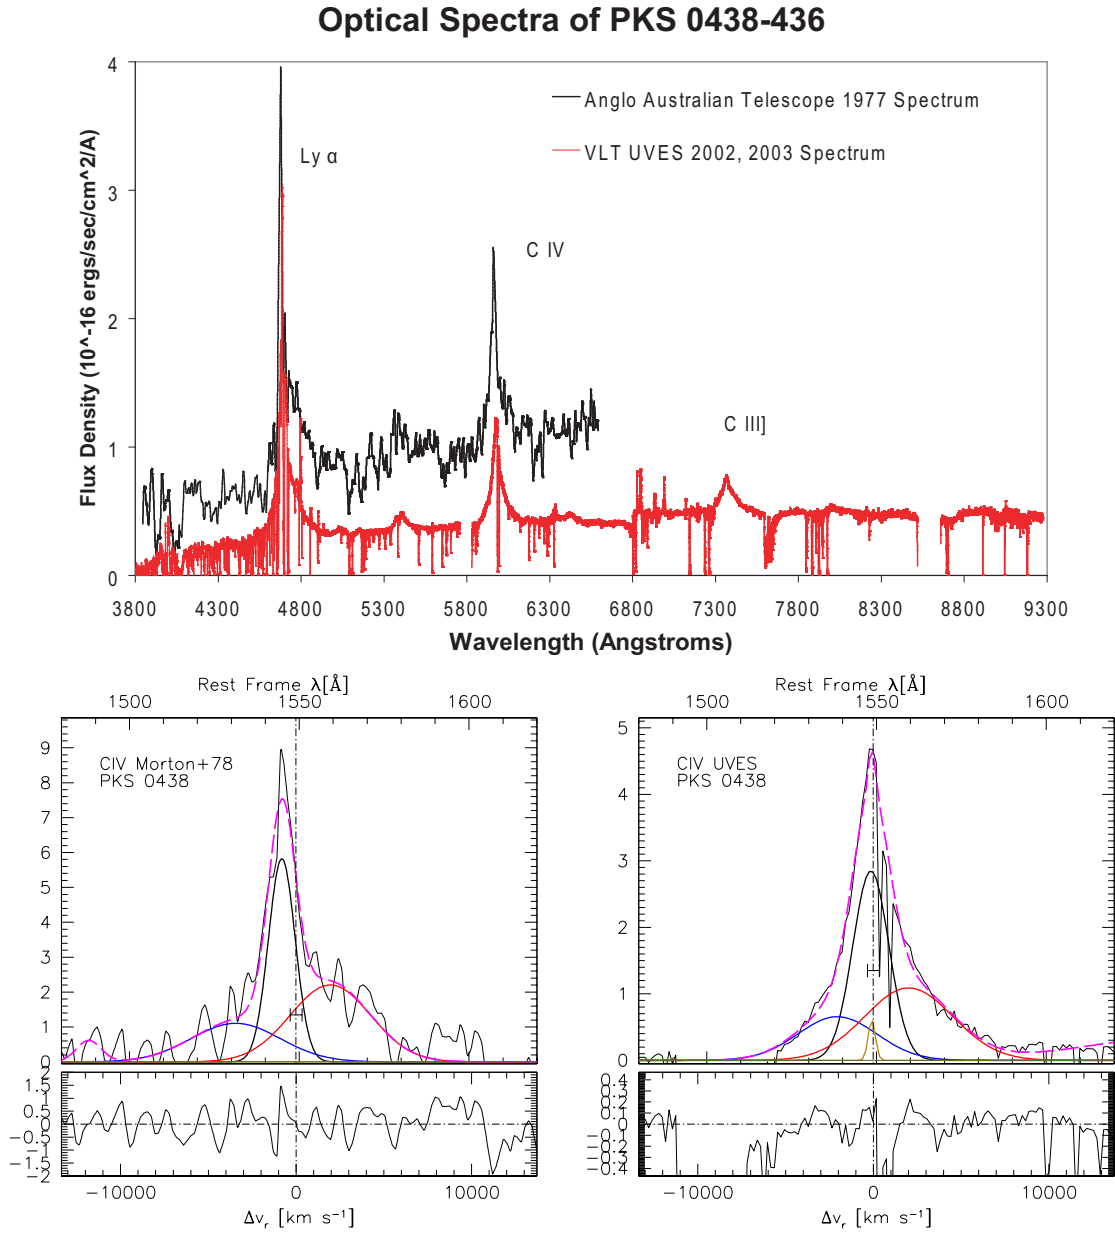 Optical Spectra of PKS 0438-436
Flux Density (10^-16 ergs/sec/cm^2/A)
4
3
2
1
0
Anglo Australian Telescope 1977 Spectrum
VLT UVES 2002, 2003 Spectrum
Ly α
C IV
C III]
3800 4300 4800 5300 5800 6300 6800 7300 7800 8300 8800 9300
Wavelength (Angstroms)
Rest Frame λ[Å]
1500 1550 1600
CIV Morton+78
PKS 0438
9
8
7
6
5
4
3
2
1
0
2
1.5
1
0.5
0
−0.5
−1
−1.5
−2
−10000 0 10000
Δvᵣ [km s⁻¹]
Rest Frame λ[Å]
1500 1550 1600
CIV UVES
PKS 0438
5
4
3
2
1
0
0.4
0.3
0.2
0.1
0
−0.1
−0.2
−0.3
−0.4
−10000 0 10000
Δvᵣ [km s⁻¹]